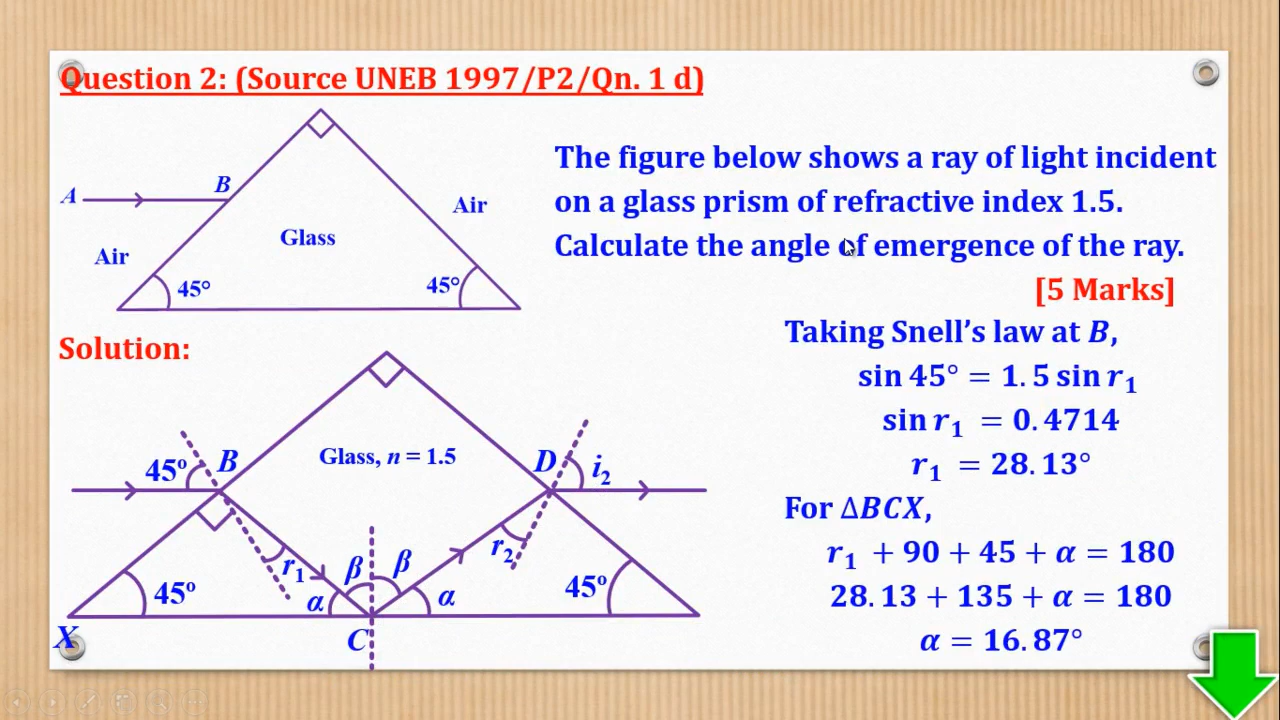 Question 2: (Source UNEB 1997/P2/Qn. 1 d)
A
B
Air
Glass
Air
45°
45°
The figure below shows a ray of light incident
on a glass prism of refractive index 1.5.
Calculate the angle of emergence of the ray.
[5 Marks]
Solution:
45º
B
Glass, n = 1.5
D
i₂
r₁
β
β
r₂
45º
α
α
45º
X
C
Taking Snell's law at B,
sin 45° = 1.5 sin r₁
sin r₁ = 0.4714
r₁ = 28.13°
For ΔBCX,
r₁ + 90 + 45 + α = 180
28.13 + 135 + α = 180
α = 16.87°